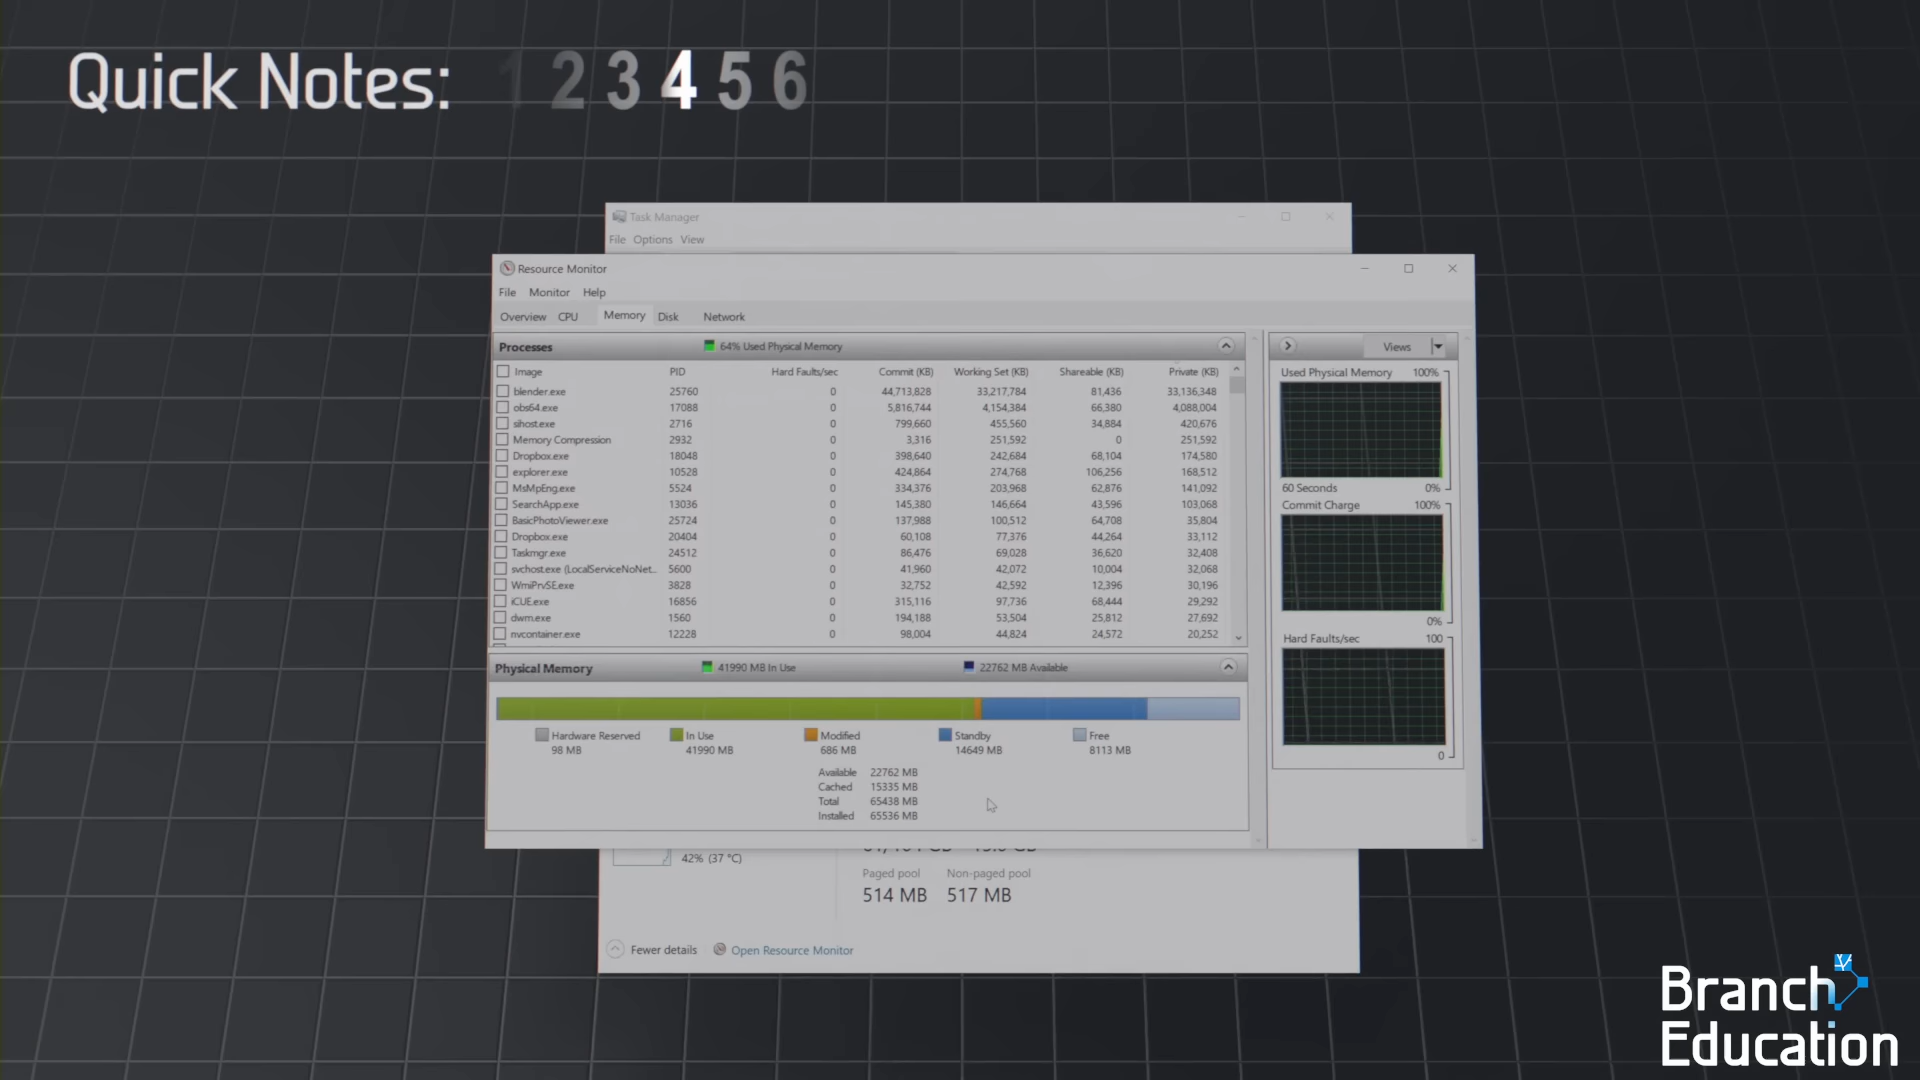 Quick Notes: 1 2 3 4 5 6
Task Manager
File Options View
Resource Monitor
File Monitor Help
Overview CPU Memory Disk Network
Processes 64% Used Physical Memory
Image PID Hard Faults/sec Commit (KB) Working Set (KB) Shareable (KB) Private (KB)
blender.exe 25760 0 44,713,828 33,217,784 81,436 33,136,348
obs64.exe 17088 0 5,816,744 4,154,384 66,380 4,088,004
sihost.exe 2716 0 799,660 455,560 34,884 420,676
Memory Compression 2932 0 3,316 251,592 0 251,592
Dropbox.exe 18048 0 398,640 242,684 68,104 174,580
explorer.exe 10528 0 424,864 274,768 106,256 168,512
MsMpEng.exe 5524 0 334,376 203,968 62,876 141,092
SearchApp.exe 13036 0 145,380 146,664 43,596 103,068
BasicPhotoViewer.exe 25724 0 137,988 100,512 64,708 35,804
Dropbox.exe 20404 0 60,108 77,376 44,264 33,112
Taskmgr.exe 24512 0 86,476 69,028 36,620 32,408
svchost.exe (LocalServiceNoNet... 5600 0 41,960 42,072 10,004 32,068
WmiPrvSE.exe 3828 0 32,752 42,592 12,396 30,196
iCUE.exe 16856 0 315,116 97,736 68,444 29,292
dwm.exe 1560 0 194,188 53,504 25,812 27,692
nvcontainer.exe 12228 0 98,004 44,824 24,572 20,252
Physical Memory 41990 MB In Use 22762 MB Available
Hardware Reserved In Use Modified Standby Free
98 MB 41990 MB 686 MB 14649 MB 8113 MB
Available 22762 MB
Cached 15335 MB
Total 65438 MB
Installed 65536 MB
Views
Used Physical Memory 100%
60 Seconds 0%
Commit Charge 100%
0%
Hard Faults/sec 100
0
42% (37 °C)
Paged pool Non-paged pool
514 MB 517 MB
Fewer details Open Resource Monitor
Branch
Education